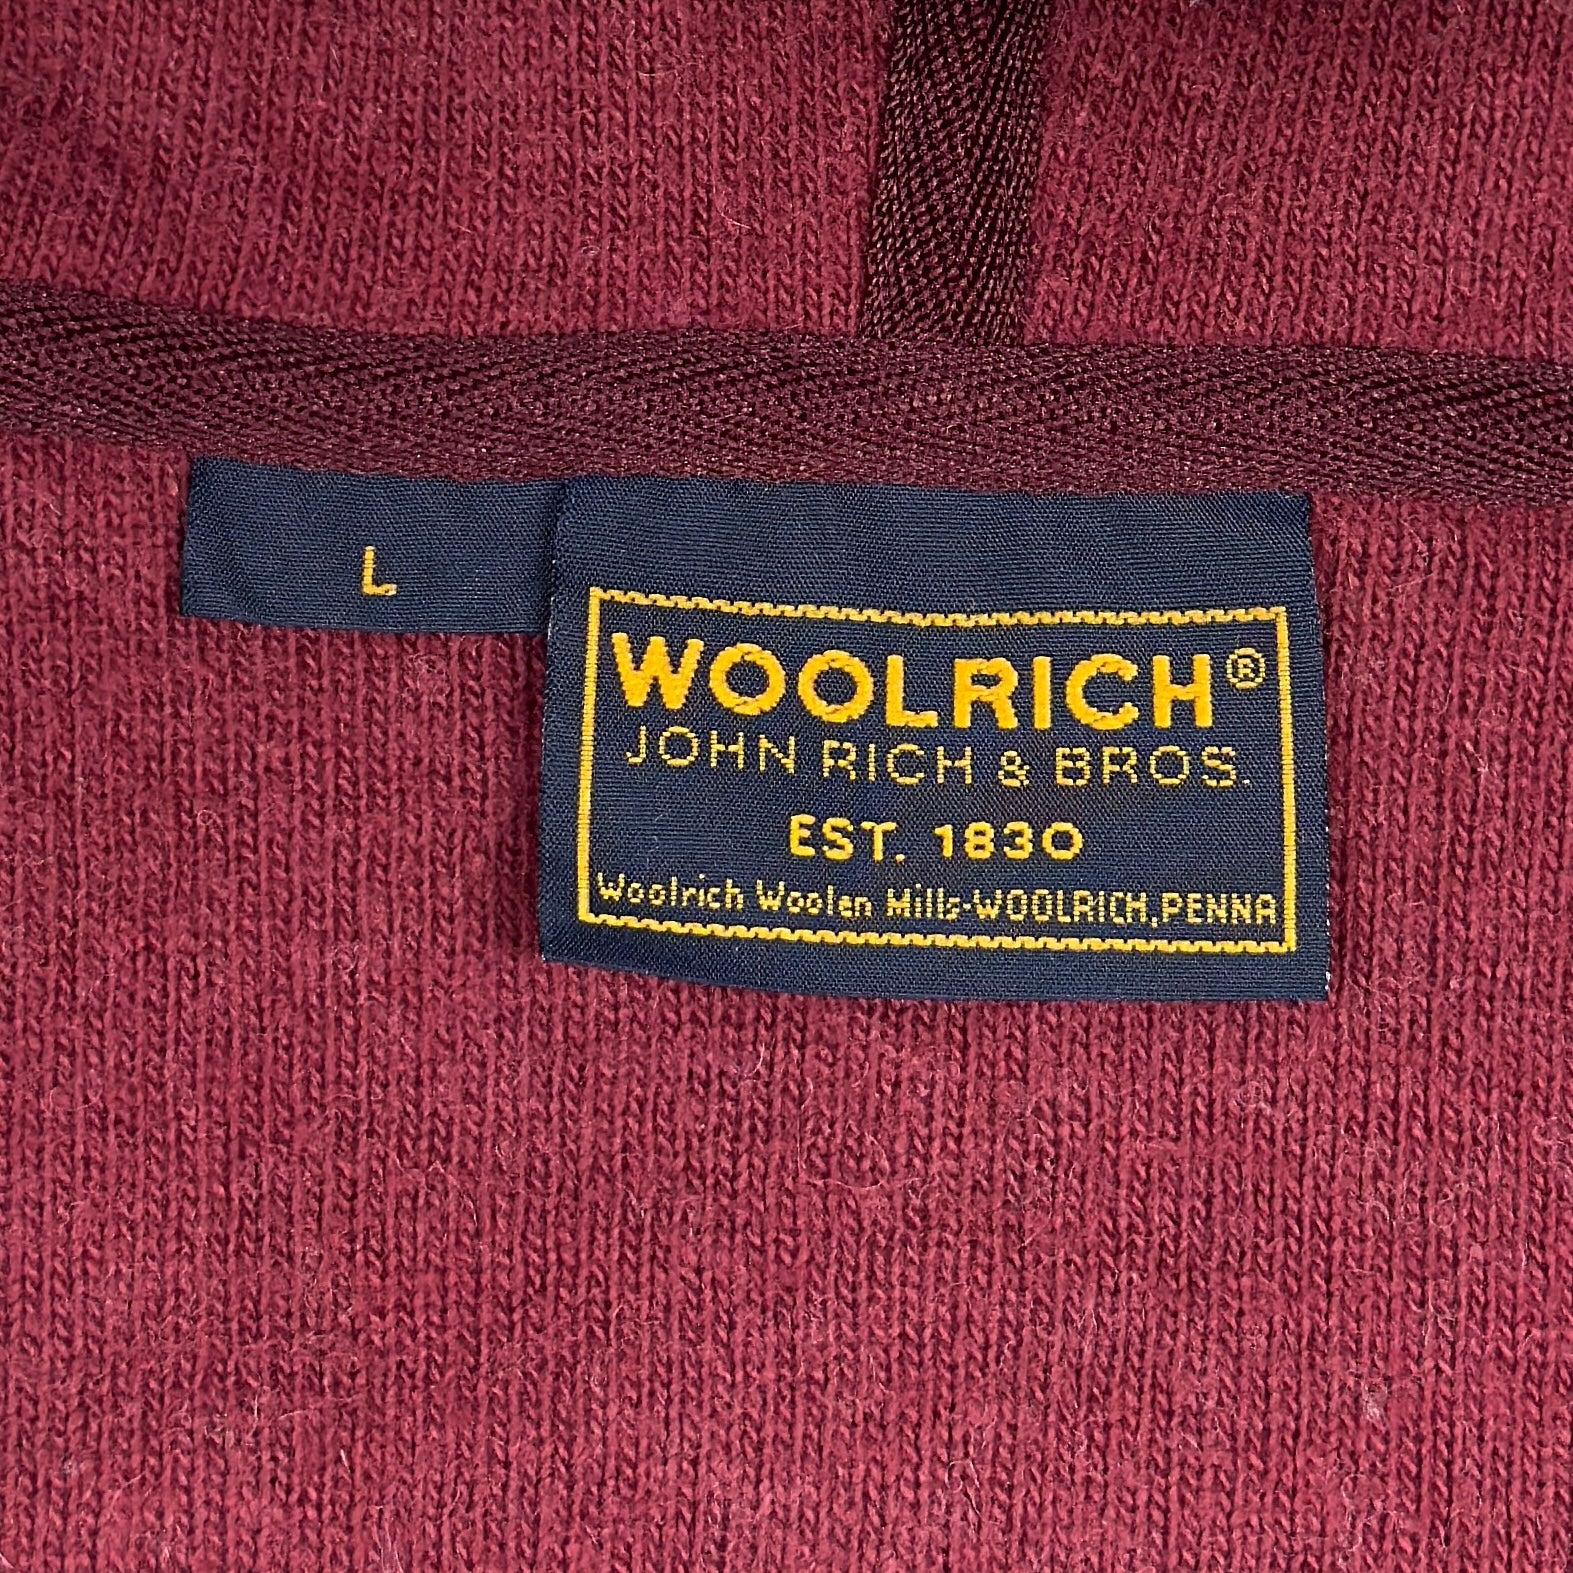 L
WOOLRICH®
JOHN RICH & BROS.
EST. 1830
Woolrich Woolen Mills-WOOLRICH,PENNA